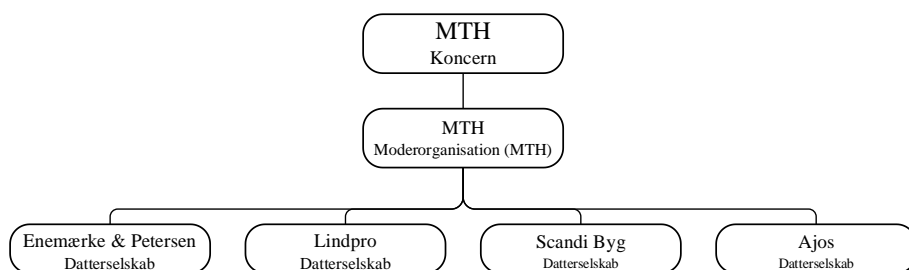 MTH
Koncern
MTH
Moderorganisation (MTH)
Enemærke & Petersen
Datterselskab
Lindpro
Datterselskab
Scandi Byg
Datterselskab
Ajos
Datterselskab